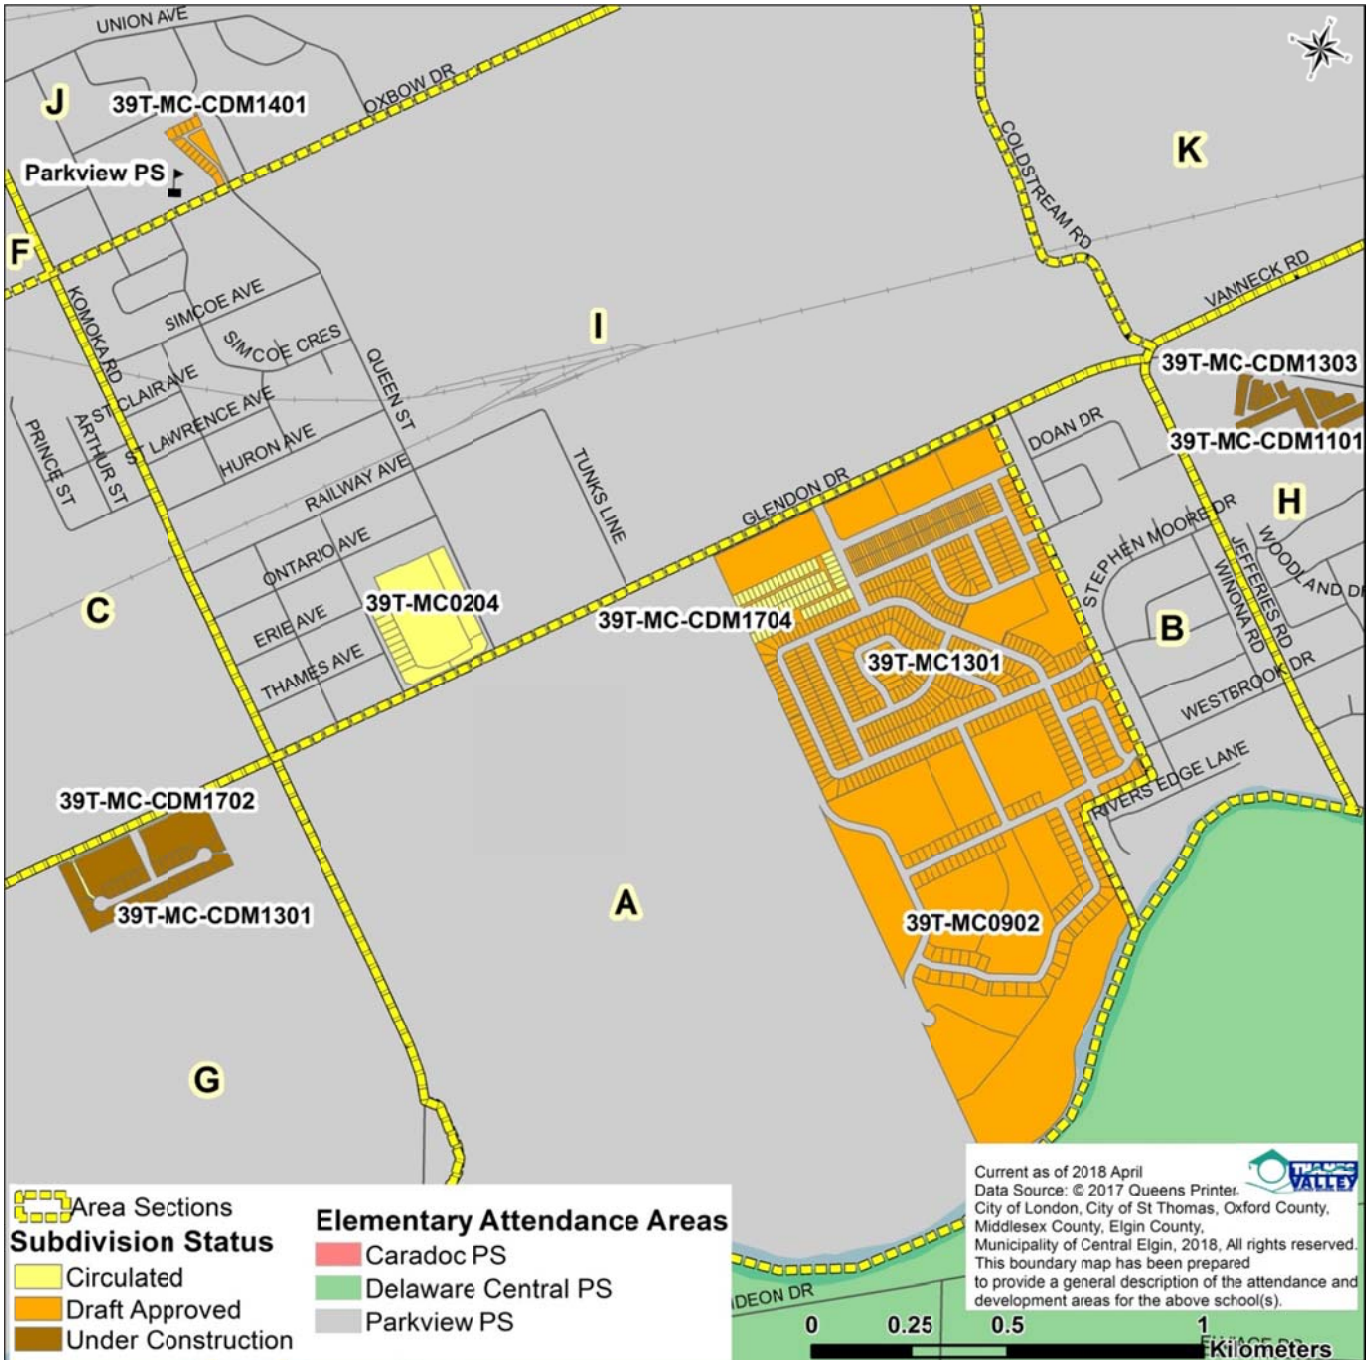 UNION AVE
J
39T-MC-CDM1401
OXBOW DR
Parkview PS
K
COLDSTREAM RD
F
VANNECK RD
KOMOKA RD
SIMCOE AVE
SIMCOE CRES
I
QUEEN ST
39T-MC-CDM1303
ST CLAIR AVE
ST LAWRENCE AVE
PRINCE ST
ARTHUR ST
HURON AVE
DOAN DR
39T-MC-CDM1101
RAILWAY AVE
TUNKS LINE
GLENDON DR
H
ONTARIO AVE
STEPHEN MOORE DR
JEFFERIES RD
WINONA RD
WOODLAND DR
C
39T-MC0204
ERIE AVE
39T-MC-CDM1704
B
THAMES AVE
39T-MC1301
WESTBROOK DR
RIVERS EDGE LANE
39T-MC-CDM1702
39T-MC-CDM1301
A
39T-MC0902
G
Area Sections
Subdivision Status
Circulated
Draft Approved
Under Construction
Elementary Attendance Areas
Caradoc PS
Delaware Central PS
Parkview PS
IDEON DR
Current as of 2018 April
THAMES VALLEY
Data Source: © 2017 Queens Printer
City of London, City of St Thomas, Oxford County,
Middlesex County, Elgin County,
Municipality of Central Elgin, 2018, All rights reserved.
This boundary map has been prepared
to provide a general description of the attendance and
development areas for the above school(s).
0 0.25 0.5 1
Kilometers